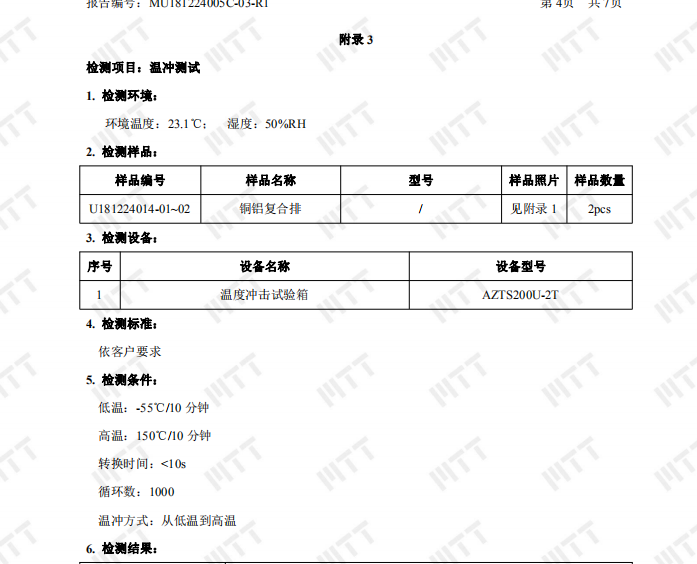 报告编号：MU181224005C-03-R1 第 4页 共 7页
附录 3
检测项目：温冲测试
1. 检测环境：
环境温度：23.1℃； 湿度：50%RH
2. 检测样品：
样品编号 样品名称 型号 样品照片 样品数量
U181224014-01~02 铜铝复合排 / 见附录 1 2pcs
3. 检测设备：
序号 设备名称 设备型号
1 温度冲击试验箱 AZTS200U-2T
4. 检测标准：
依客户要求
5. 检测条件：
低温：-55℃/10 分钟
高温：150℃/10 分钟
转换时间：<10s
循环数：1000
温冲方式：从低温到高温
6. 检测结果：
MTT